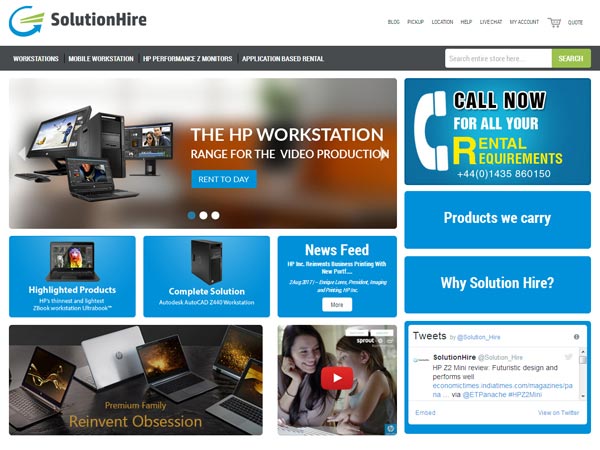 SolutionHire
BLOG PICKUP LOCATION HELP LIVE CHAT MY ACCOUNT QUOTE
WORKSTATIONS MOBILE WORKSTATION HP PERFORMANCE Z MONITORS APPLICATION BASED RENTAL
Search entire store here... SEARCH
THE HP WORKSTATION
RANGE FOR THE VIDEO PRODUCTION
RENT TO DAY
CALL NOW
FOR ALL YOUR
RENTAL
REQUIREMENTS
+44(0)1435 860150
Products we carry
Why Solution Hire?
Highlighted Products
HP's thinnest and lightest
ZBook workstation Ultrabook™
Complete Solution
Autodesk AutoCAD Z440 Workstation
News Feed
HP Inc. Reinvents Business Printing With
New Portf....
2 Aug 2017 | – Enrique Lores, President, Imaging
and Printing, HP Inc.
More
Premium Family
Reinvent Obsession
sprout
Tweets by @Solution_Hire
SolutionHire @Solution_Hire
HP Z2 Mini review: Futuristic design and
performs well
economictimes.indiatimes.com/magazines/pa
na ... via @ETPanache #HPZ2Mini
Embed View on Twitter